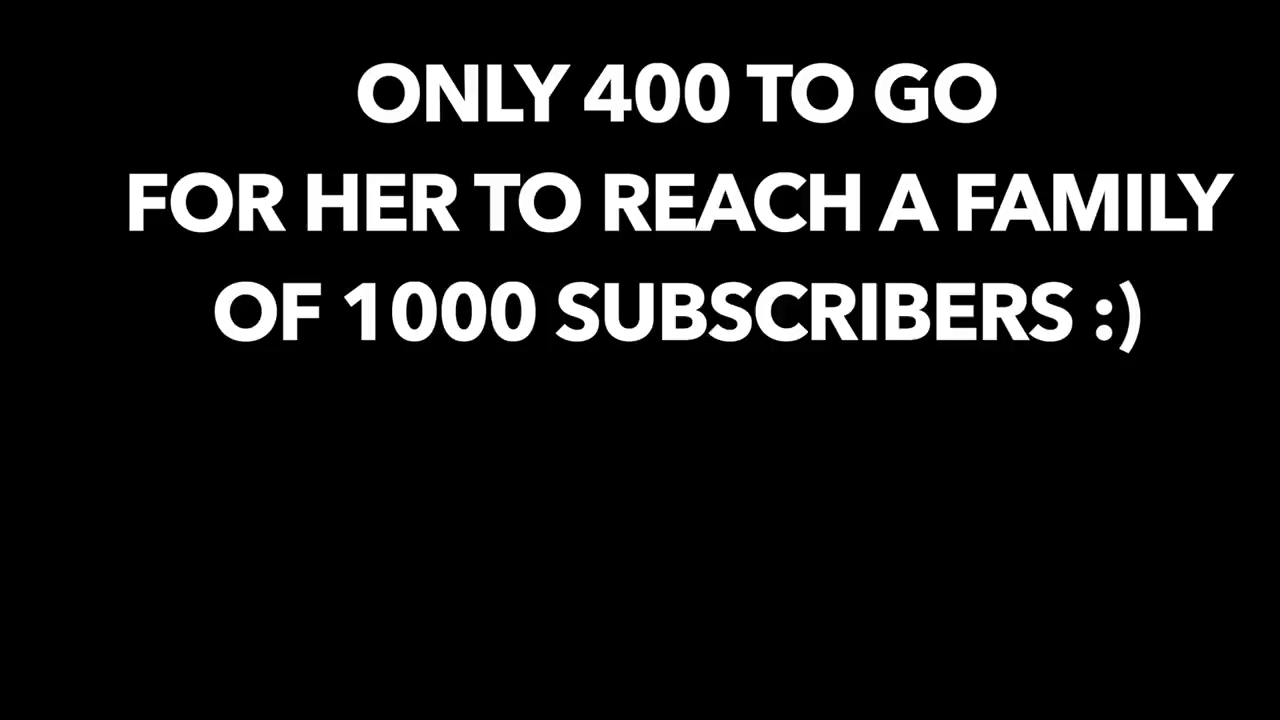 ONLY 400 TO GO
FOR HER TO REACH A FAMILY
OF 1000 SUBSCRIBERS :)